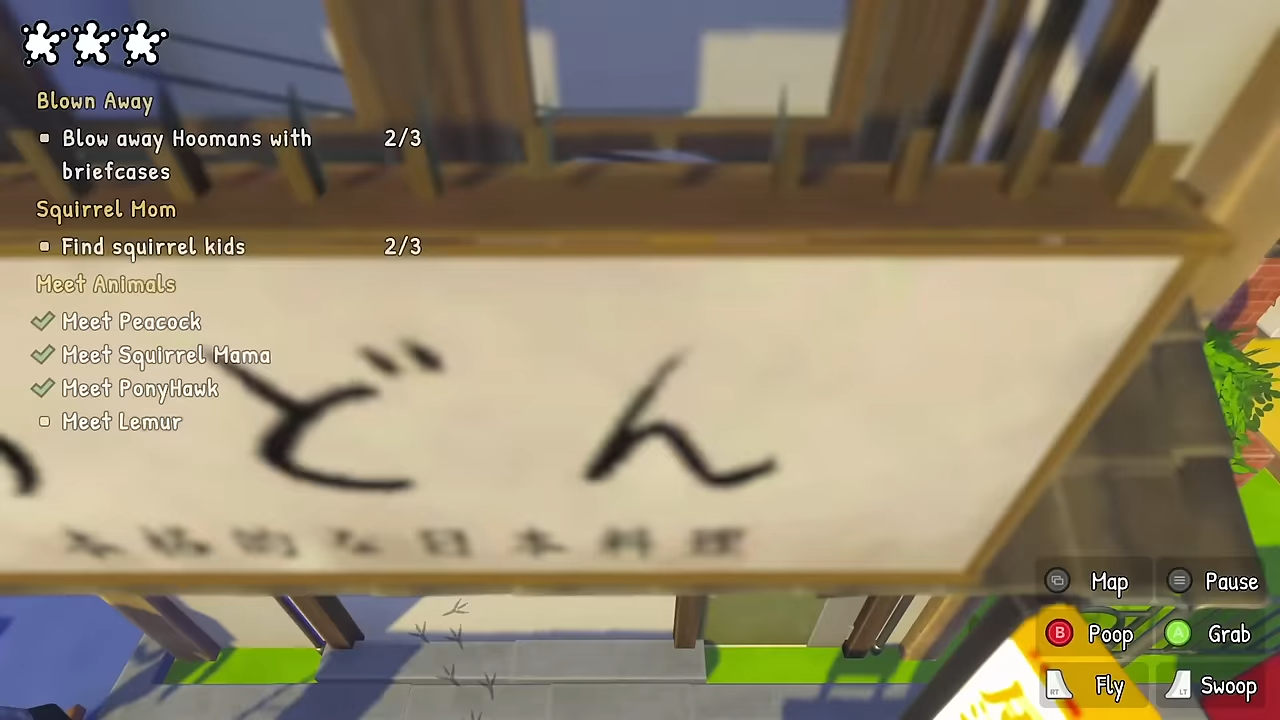 Blown Away
Blow away Hoomans with 2/3
briefcases
Squirrel Mom
Find squirrel kids 2/3
Meet Animals
Meet Peacock
Meet Squirrel Mama
Meet PonyHawk
Meet Lemur
どん
本格的な日本料理
Map
Pause
B Poop
A Grab
RT Fly
LT Swoop